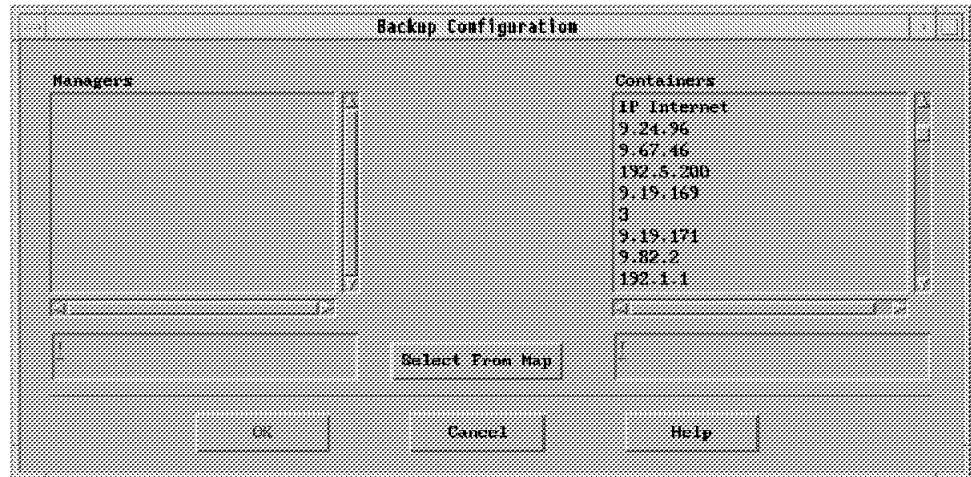 Backup Configuration
Managers
Containers
IP Internet
9.24.96
9.67.46
192.5.200
9.19.169
3
9.19.171
9.82.2
192.1.1
Select From Map
OK
Cancel
Help